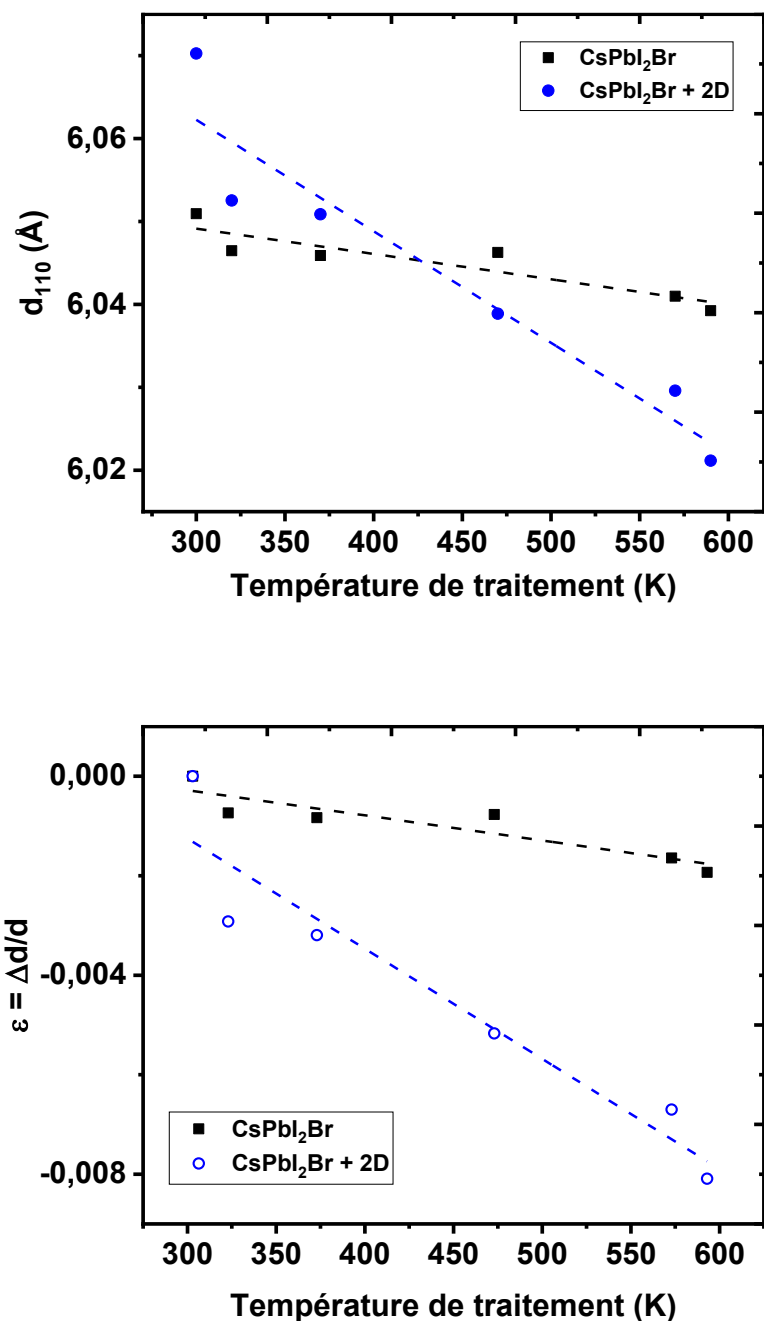 CsPbI₂Br
CsPbI₂Br + 2D
6,06
6,04
6,02
d₁₁₀ (Å)
300 350 400 450 500 550 600
Température de traitement (K)
0,000
-0,004
-0,008
ε = Δd/d
CsPbI₂Br
CsPbI₂Br + 2D
300 350 400 450 500 550 600
Température de traitement (K)